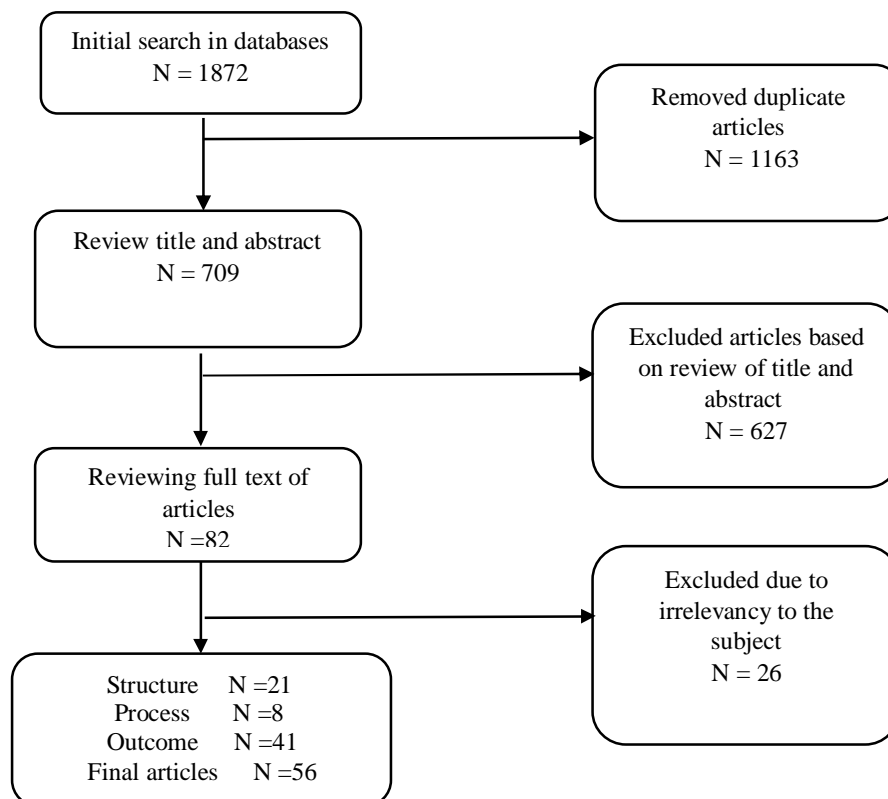 Initial search in databases
N = 1872
Removed duplicate
articles
N = 1163
Review title and abstract
N = 709
Excluded articles based
on review of title and
abstract
N = 627
Reviewing full text of
articles
N =82
Excluded due to
irrelevancy to the
subject
N = 26
Structure N =21
Process N =8
Outcome N =41
Final articles N =56